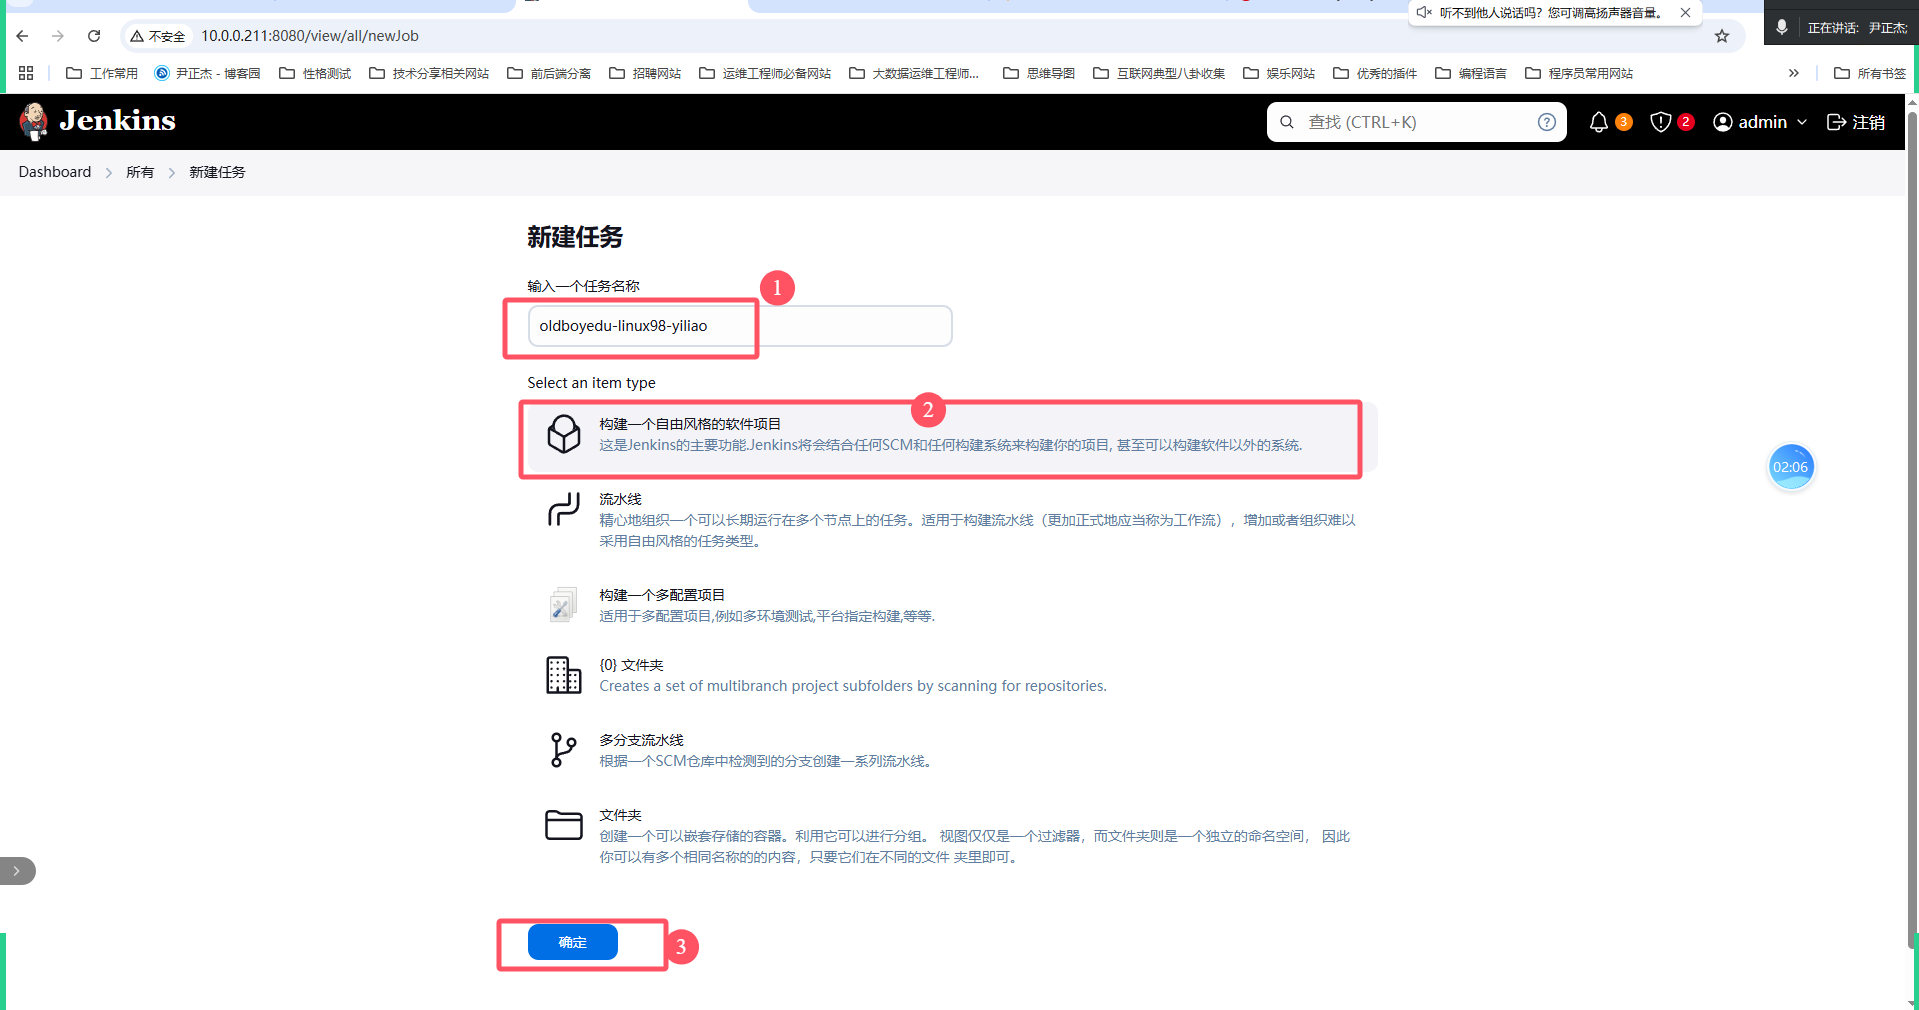 听不到他人说话吗？您可调高扬声器音量。
正在讲话: 尹正杰;
不安全 10.0.0.211:8080/view/all/newJob
工作常用 尹正杰 - 博客园 性格测试 技术分享相关网站 前后端分离 招聘网站 运维工程师必备网站 大数据运维工程师... 思维导图 互联网典型八卦收集 娱乐网站 优秀的插件 编程语言 程序员常用网站 » 所有书签
Jenkins 查找 (CTRL+K) 3 2 admin 注销
Dashboard 所有 新建任务
新建任务
输入一个任务名称
1
oldboyedu-linux98-yiliao
Select an item type
2
构建一个自由风格的软件项目
这是Jenkins的主要功能.Jenkins将会结合任何SCM和任何构建系统来构建你的项目, 甚至可以构建软件以外的系统.
02:06
流水线
精心地组织一个可以长期运行在多个节点上的任务。适用于构建流水线（更加正式地应当称为工作流），增加或者组织难以
采用自由风格的任务类型。
构建一个多配置项目
适用于多配置项目,例如多环境测试,平台指定构建,等等.
{0} 文件夹
Creates a set of multibranch project subfolders by scanning for repositories.
多分支流水线
根据一个SCM仓库中检测到的分支创建一系列流水线。
文件夹
创建一个可以嵌套存储的容器。利用它可以进行分组。 视图仅仅是一个过滤器，而文件夹则是一个独立的命名空间， 因此
你可以有多个相同名称的的内容，只要它们在不同的文件 夹里即可。
确定
3